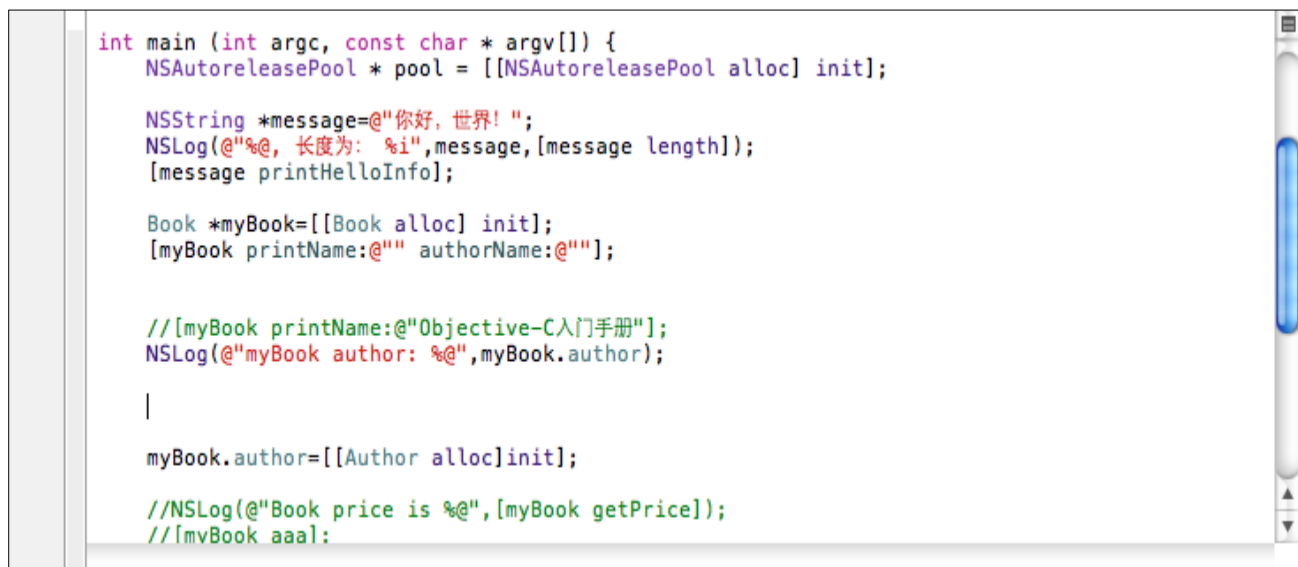 int main (int argc, const char * argv[]) {
NSAutoreleasePool * pool = [[NSAutoreleasePool alloc] init];
NSString *message=@"你好，世界！";
NSLog(@"%@, 长度为： %i",message,[message length]);
[message printHelloInfo];
Book *myBook=[[Book alloc] init];
[myBook printName:@"" authorName:@""];
//[myBook printName:@"Objective-C入门手册"];
NSLog(@"myBook author: %@",myBook.author);
myBook.author=[[Author alloc]init];
//NSLog(@"Book price is %@",[myBook getPrice]);
//[myBook aaa];